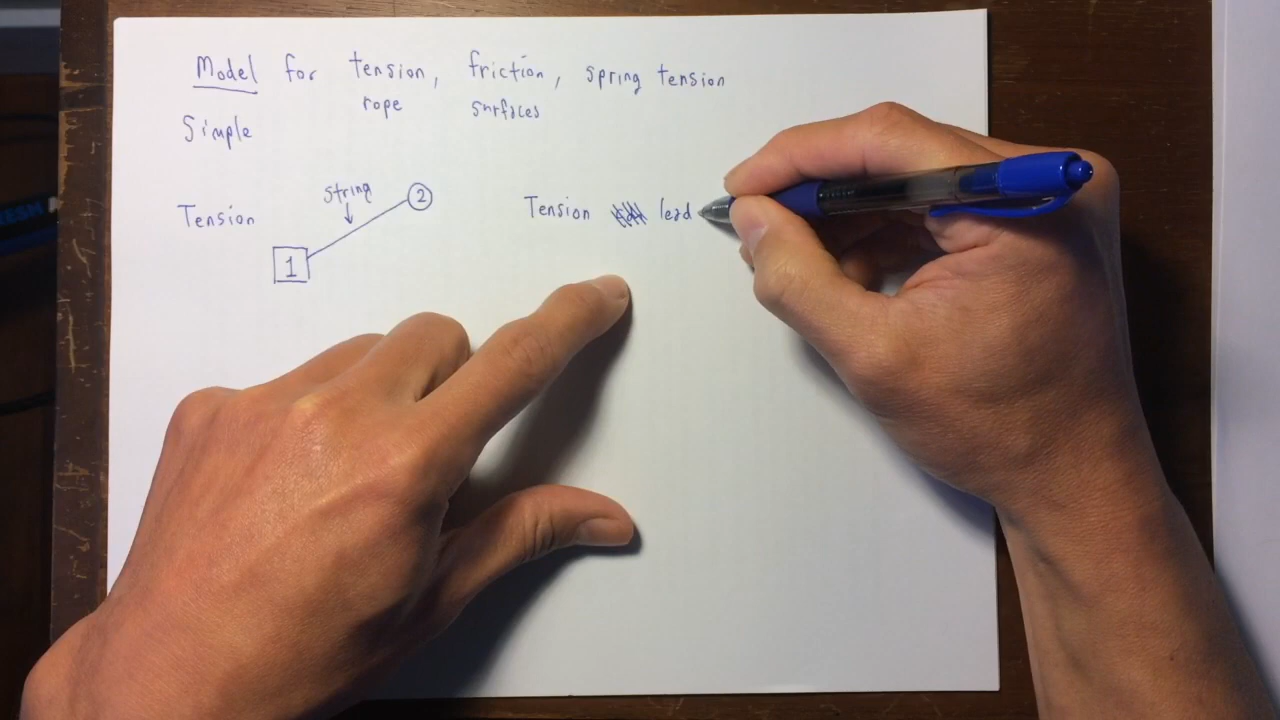 Model for tension, friction, spring tension
rope surfaces
Simple
string
Tension
1
2
Tension lead